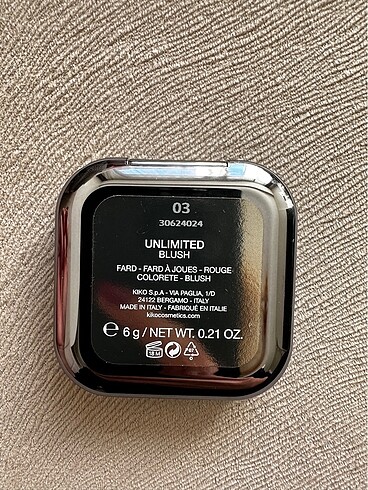 03
30624024
UNLIMITED
BLUSH
FARD - FARD À JOUES - ROUGE
COLORETE - BLUSH
KIKO S.p.A - VIA PAGLIA, 1/D
24122 BERGAMO - ITALY
MADE IN ITALY - FABRIQUÉ EN ITALIE
kikocosmetics.com
℮ 6 g / NET WT. 0.21 OZ.
18 M